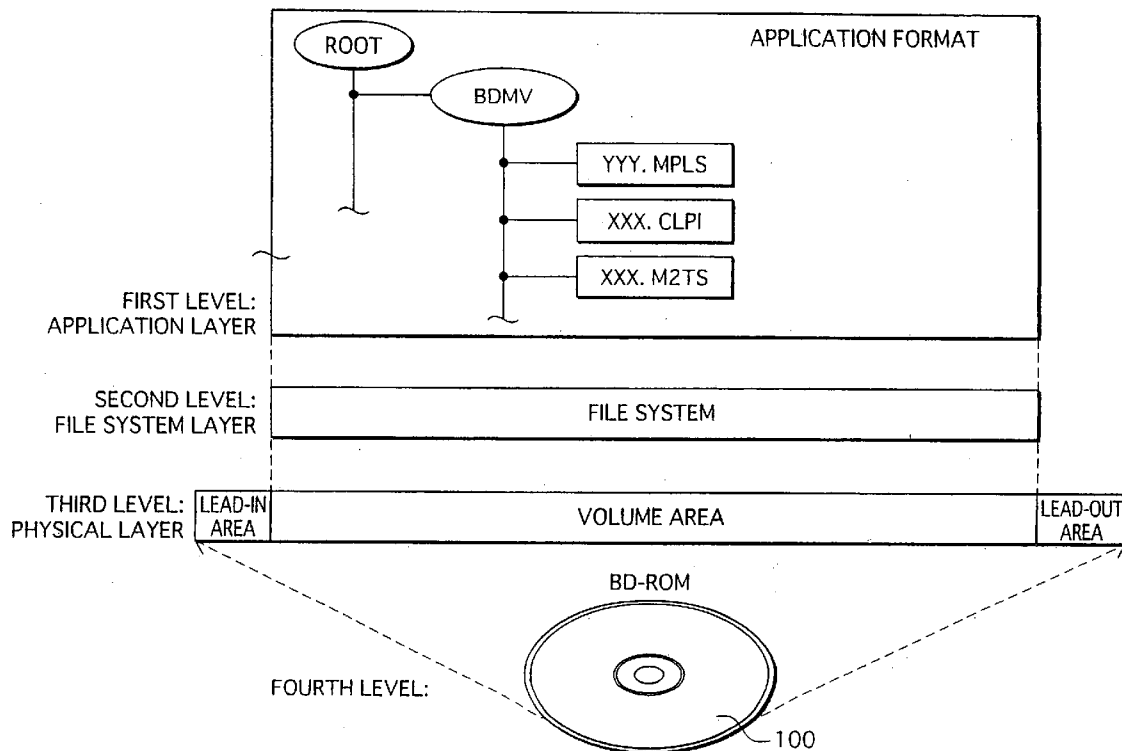 APPLICATION FORMAT
ROOT
BDMV
YYY. MPLS
XXX. CLPI
XXX. M2TS
FIRST LEVEL:
APPLICATION LAYER
SECOND LEVEL:
FILE SYSTEM LAYER
FILE SYSTEM
THIRD LEVEL:
PHYSICAL LAYER
LEAD-IN
AREA
VOLUME AREA
LEAD-OUT
AREA
BD-ROM
FOURTH LEVEL:
100